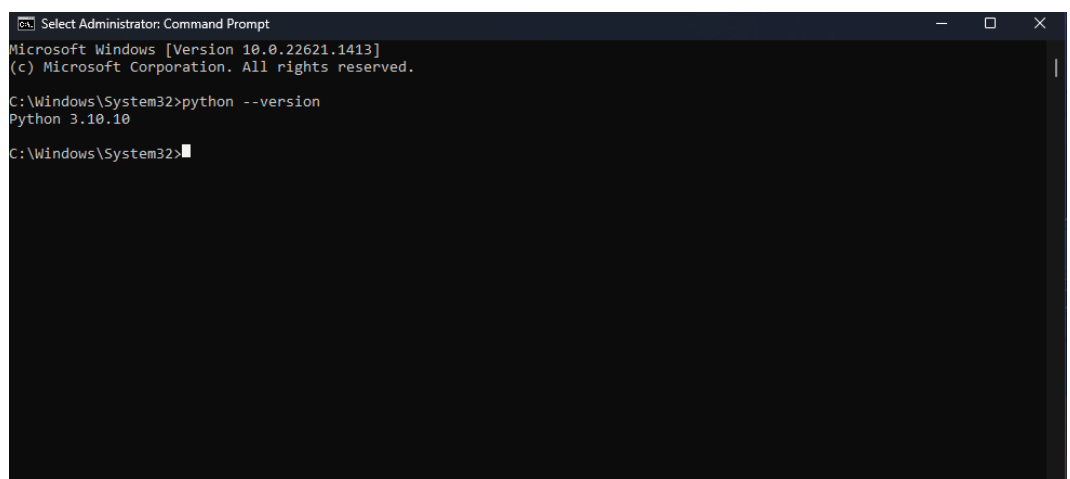 Select Administrator: Command Prompt
Microsoft Windows [Version 10.0.22621.1413]
(c) Microsoft Corporation. All rights reserved.
C:\Windows\System32>python --version
Python 3.10.10
C:\Windows\System32>